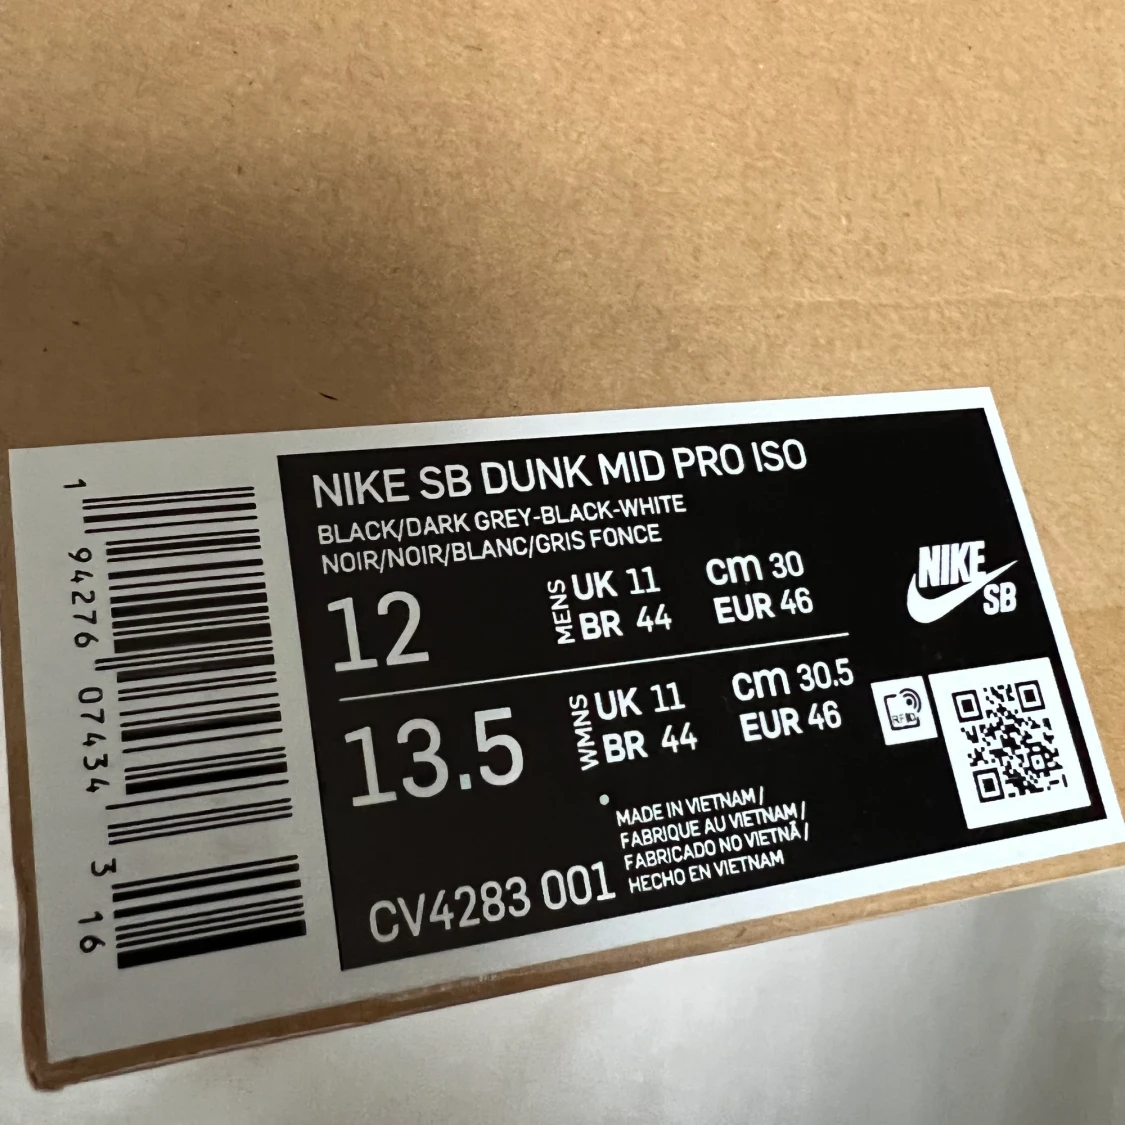 NIKE SB DUNK MID PRO ISO
BLACK/DARK GREY-BLACK-WHITE
NOIR/NOIR/BLANC/GRIS FONCE
12
MENS
UK 11
BR 44
cm 30
EUR 46
13.5
WMNS
UK 11
BR 44
cm 30.5
EUR 46
MADE IN VIETNAM /
FABRIQUE AU VIETNAM /
FABRICADO NO VIETNÃ /
HECHO EN VIETNAM
CV4283 001
NIKE
SB
RFID
1 94276 07434 3 16